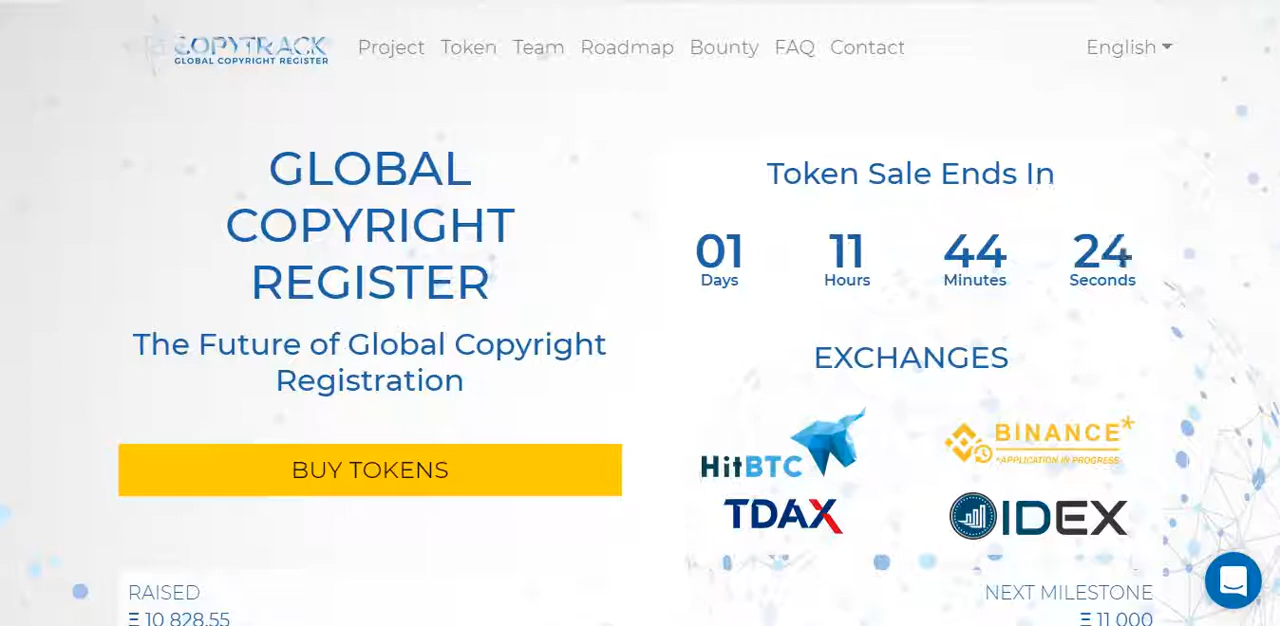 COPYTRACK
GLOBAL COPYRIGHT REGISTER
Project Token Team Roadmap Bounty FAQ Contact
English
GLOBAL
COPYRIGHT
REGISTER
The Future of Global Copyright
Registration
BUY TOKENS
Token Sale Ends In
01 11 44 24
Days Hours Minutes Seconds
EXCHANGES
HitBTC
BINANCE*
*APPLICATION IN PROGRESS
TDAX
IDEX
RAISED
Ξ 10 828.55
NEXT MILESTONE
Ξ 11 000